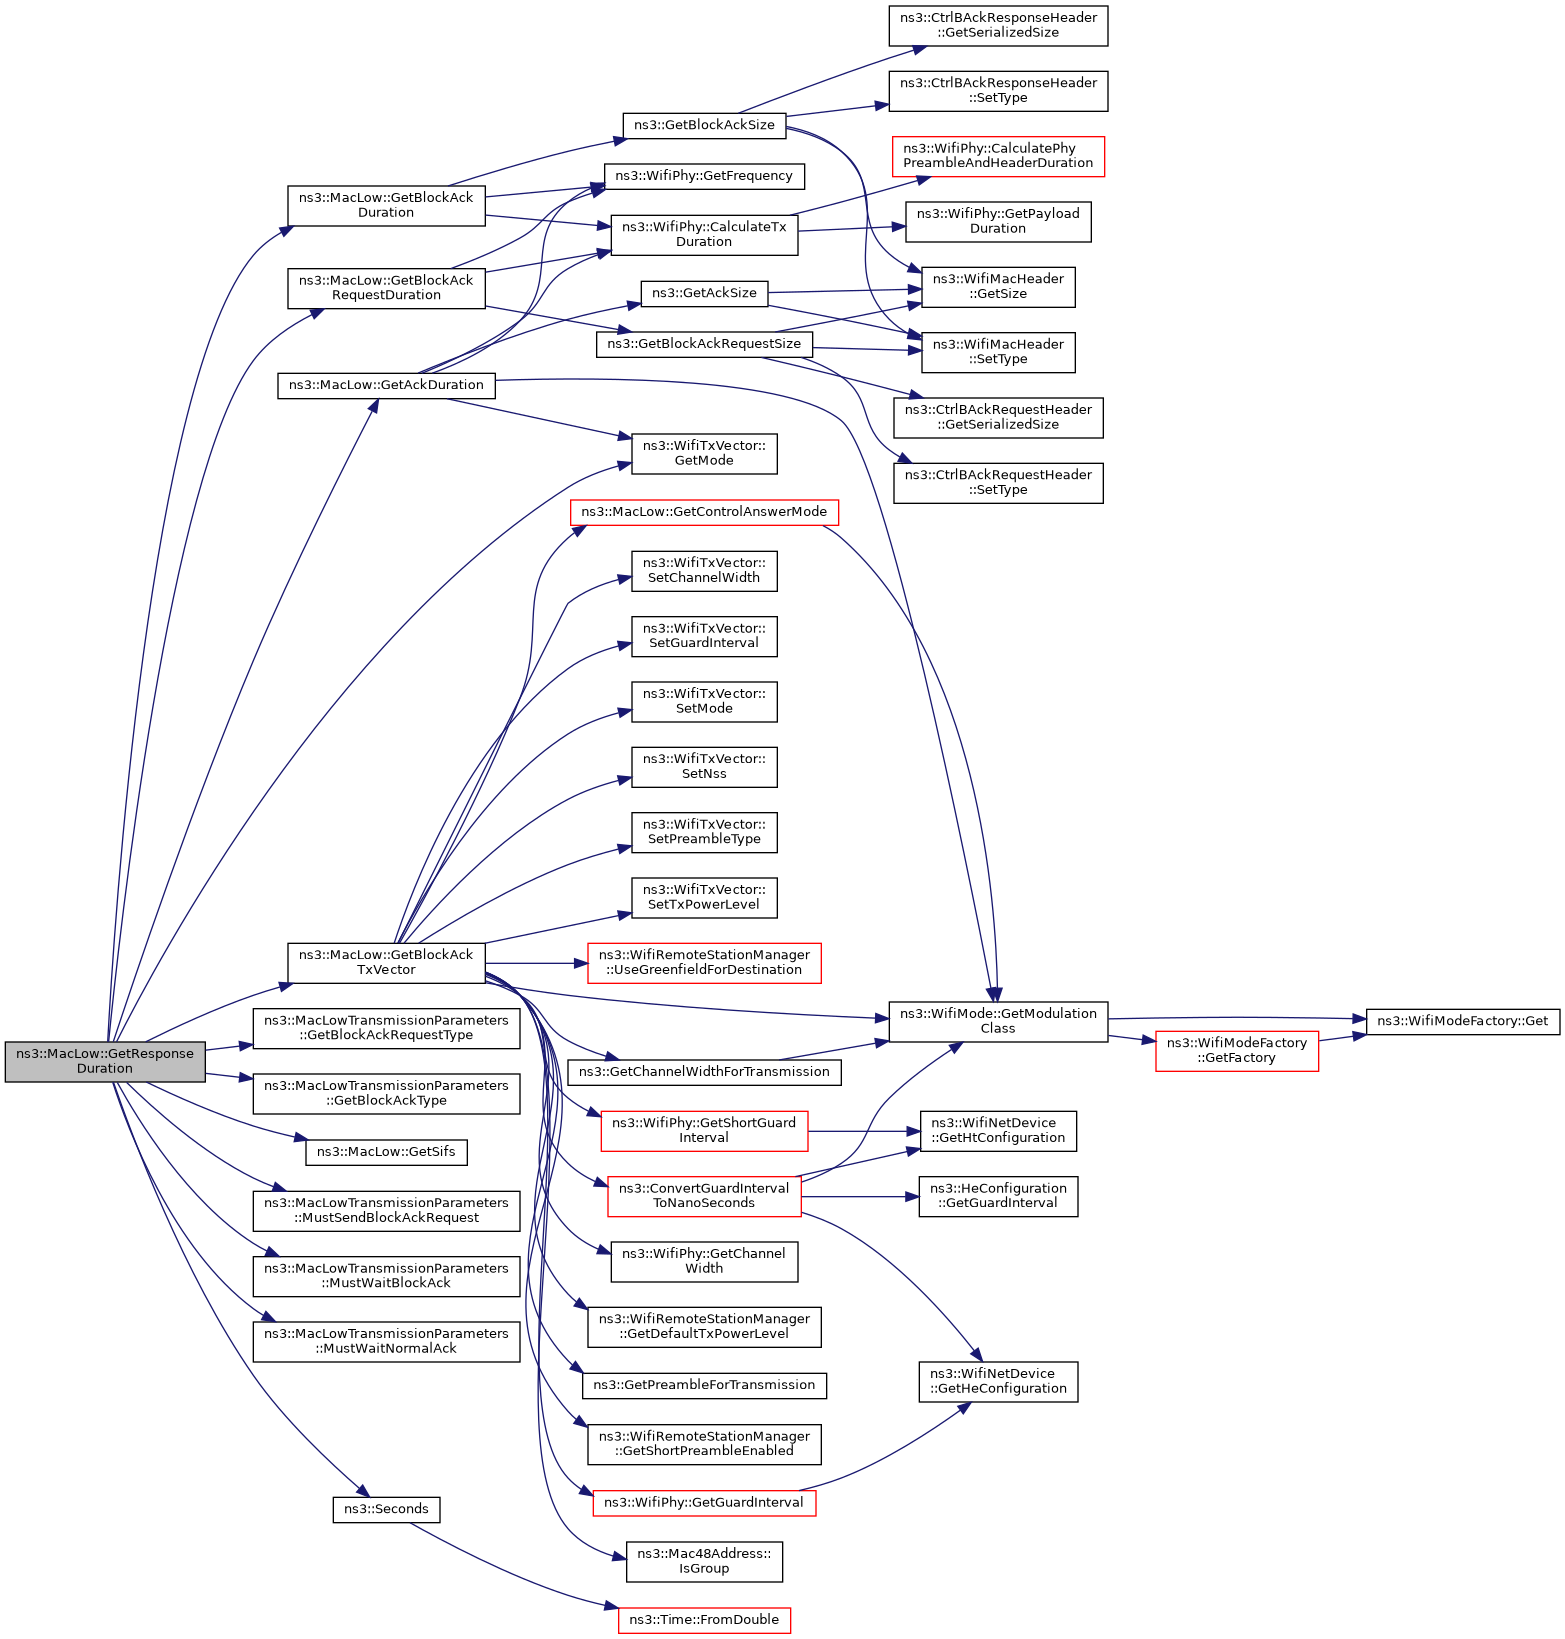 ns3::MacLow::GetResponse
Duration
ns3::MacLow::GetBlockAck
Duration
ns3::MacLow::GetBlockAck
RequestDuration
ns3::MacLow::GetAckDuration
ns3::MacLow::GetBlockAck
TxVector
ns3::MacLowTransmissionParameters
::GetBlockAckRequestType
ns3::MacLowTransmissionParameters
::GetBlockAckType
ns3::MacLow::GetSifs
ns3::MacLowTransmissionParameters
::MustSendBlockAckRequest
ns3::MacLowTransmissionParameters
::MustWaitBlockAck
ns3::MacLowTransmissionParameters
::MustWaitNormalAck
ns3::Seconds
ns3::GetBlockAckSize
ns3::WifiPhy::GetFrequency
ns3::WifiPhy::CalculateTx
Duration
ns3::GetAckSize
ns3::GetBlockAckRequestSize
ns3::WifiTxVector::
GetMode
ns3::MacLow::GetControlAnswerMode
ns3::WifiTxVector::
SetChannelWidth
ns3::WifiTxVector::
SetGuardInterval
ns3::WifiTxVector::
SetMode
ns3::WifiTxVector::
SetNss
ns3::WifiTxVector::
SetPreambleType
ns3::WifiTxVector::
SetTxPowerLevel
ns3::WifiRemoteStationManager
::UseGreenfieldForDestination
ns3::GetChannelWidthForTransmission
ns3::WifiPhy::GetShortGuard
Interval
ns3::ConvertGuardInterval
ToNanoSeconds
ns3::WifiPhy::GetChannel
Width
ns3::WifiRemoteStationManager
::GetDefaultTxPowerLevel
ns3::GetPreambleForTransmission
ns3::WifiRemoteStationManager
::GetShortPreambleEnabled
ns3::WifiPhy::GetGuardInterval
ns3::Mac48Address::
IsGroup
ns3::Time::FromDouble
ns3::CtrlBAckResponseHeader
::GetSerializedSize
ns3::CtrlBAckResponseHeader
::SetType
ns3::WifiPhy::CalculatePhy
PreambleAndHeaderDuration
ns3::WifiPhy::GetPayload
Duration
ns3::WifiMacHeader
::GetSize
ns3::WifiMacHeader
::SetType
ns3::CtrlBAckRequestHeader
::GetSerializedSize
ns3::CtrlBAckRequestHeader
::SetType
ns3::WifiMode::GetModulation
Class
ns3::WifiNetDevice
::GetHtConfiguration
ns3::HeConfiguration
::GetGuardInterval
ns3::WifiNetDevice
::GetHeConfiguration
ns3::WifiModeFactory
::GetFactory
ns3::WifiModeFactory::Get